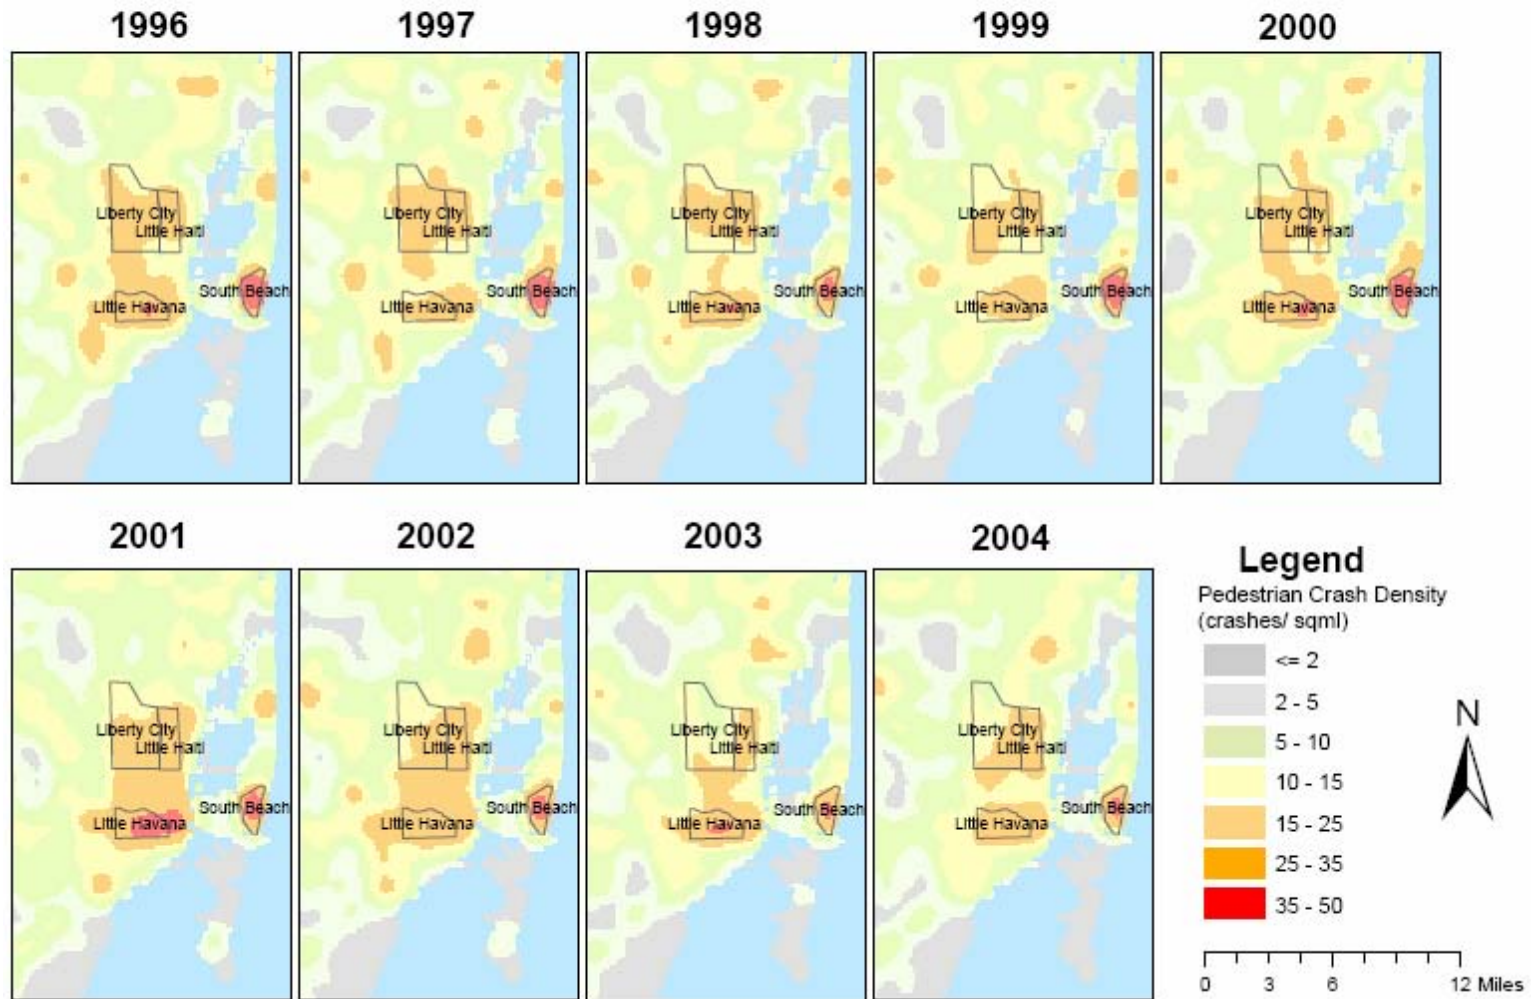 1996
1997
1998
1999
2000
Liberty City
Little Haiti
South Beach
Little Havana
Liberty City
Little Haiti
South Beach
Little Havana
Liberty City
Little Haiti
South Beach
Little Havana
Liberty City
Little Haiti
South Beach
Little Havana
Liberty City
Little Haiti
South Beach
Little Havana
2001
2002
2003
2004
Liberty City
Little Haiti
South Beach
Little Havana
Liberty City
Little Haiti
South Beach
Little Havana
Liberty City
Little Haiti
South Beach
Little Havana
Liberty City
Little Haiti
South Beach
Little Havana
Legend
Pedestrian Crash Density
(crashes/ sqml)
<= 2
2 - 5
5 - 10
10 - 15
15 - 25
25 - 35
35 - 50
N
0 3 6 12 Miles